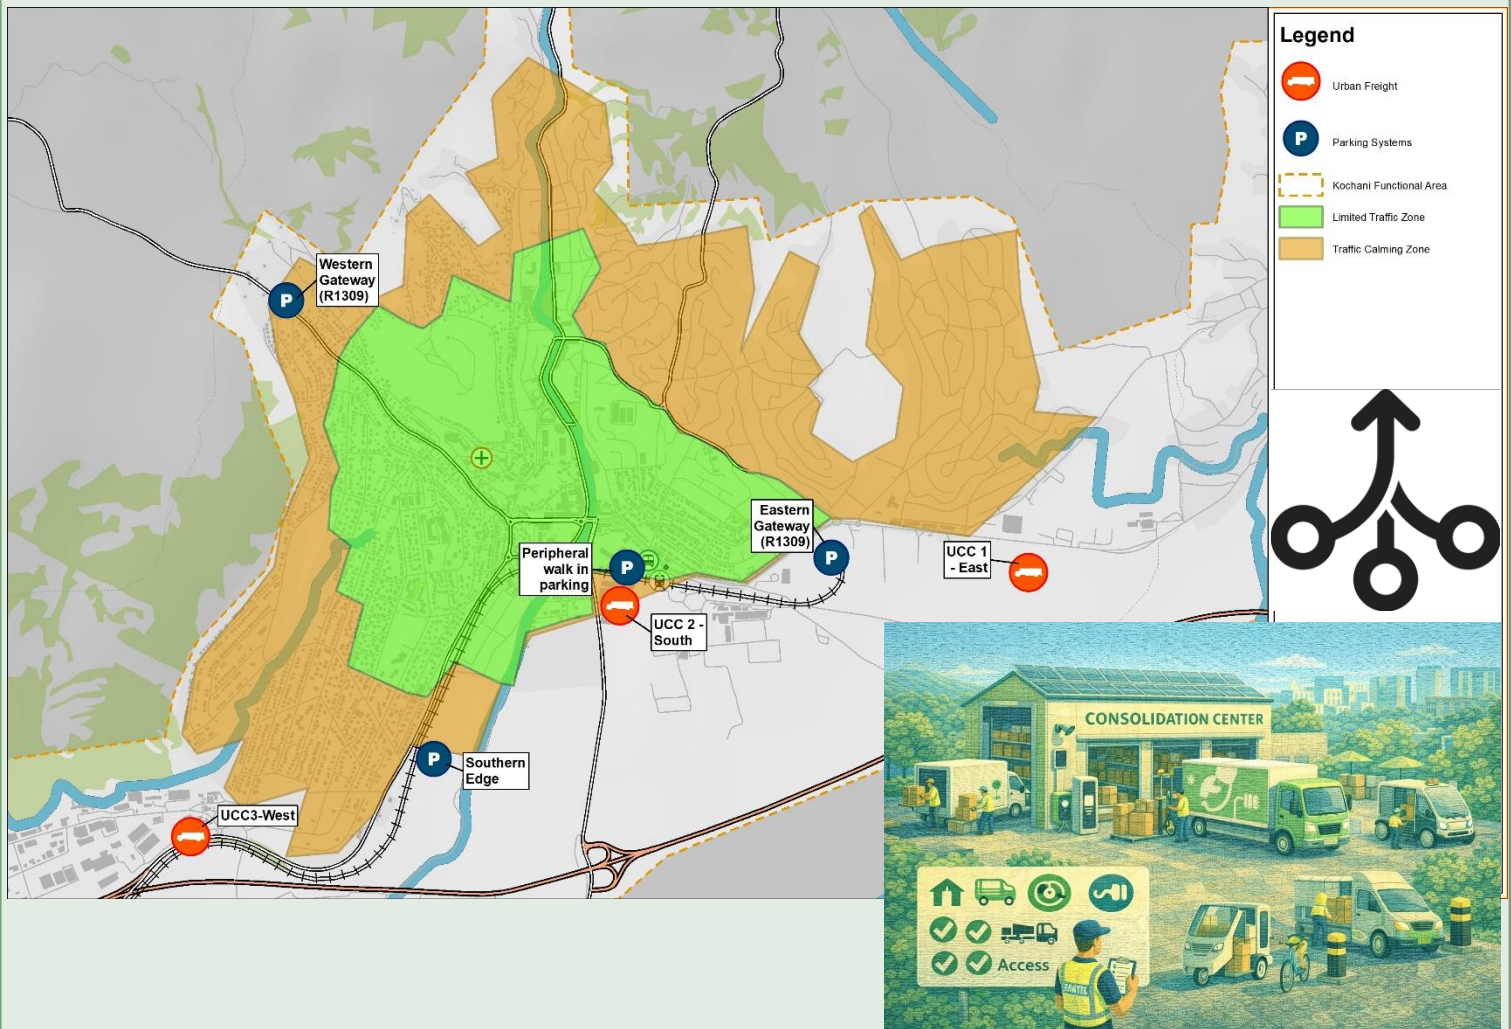 Legend
Urban Freight
P
Parking Systems
Kochani Functional Area
Limited Traffic Zone
Traffic Calming Zone
Western
Gateway
(R1309)
P
Eastern
Gateway
(R1309)
P
UCC 1
- East
Peripheral
walk in
parking
P
UCC 2 -
South
Southern
Edge
P
UCC3-West
CONSOLIDATION CENTER
Access